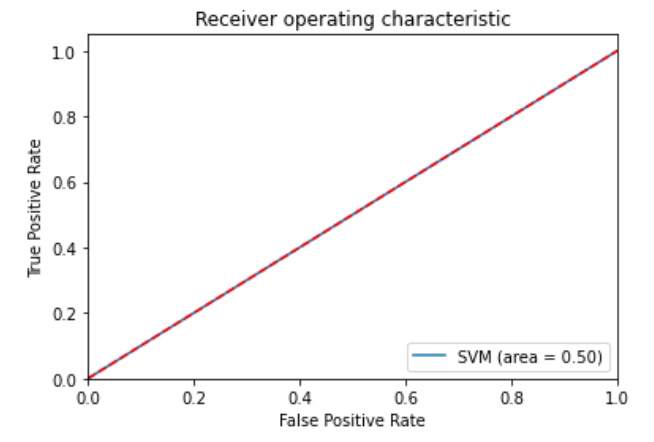 Receiver operating characteristic
True Positive Rate
1.0
0.8
0.6
0.4
0.2
0.0
SVM (area = 0.50)
0.0 0.2 0.4 0.6 0.8 1.0
False Positive Rate